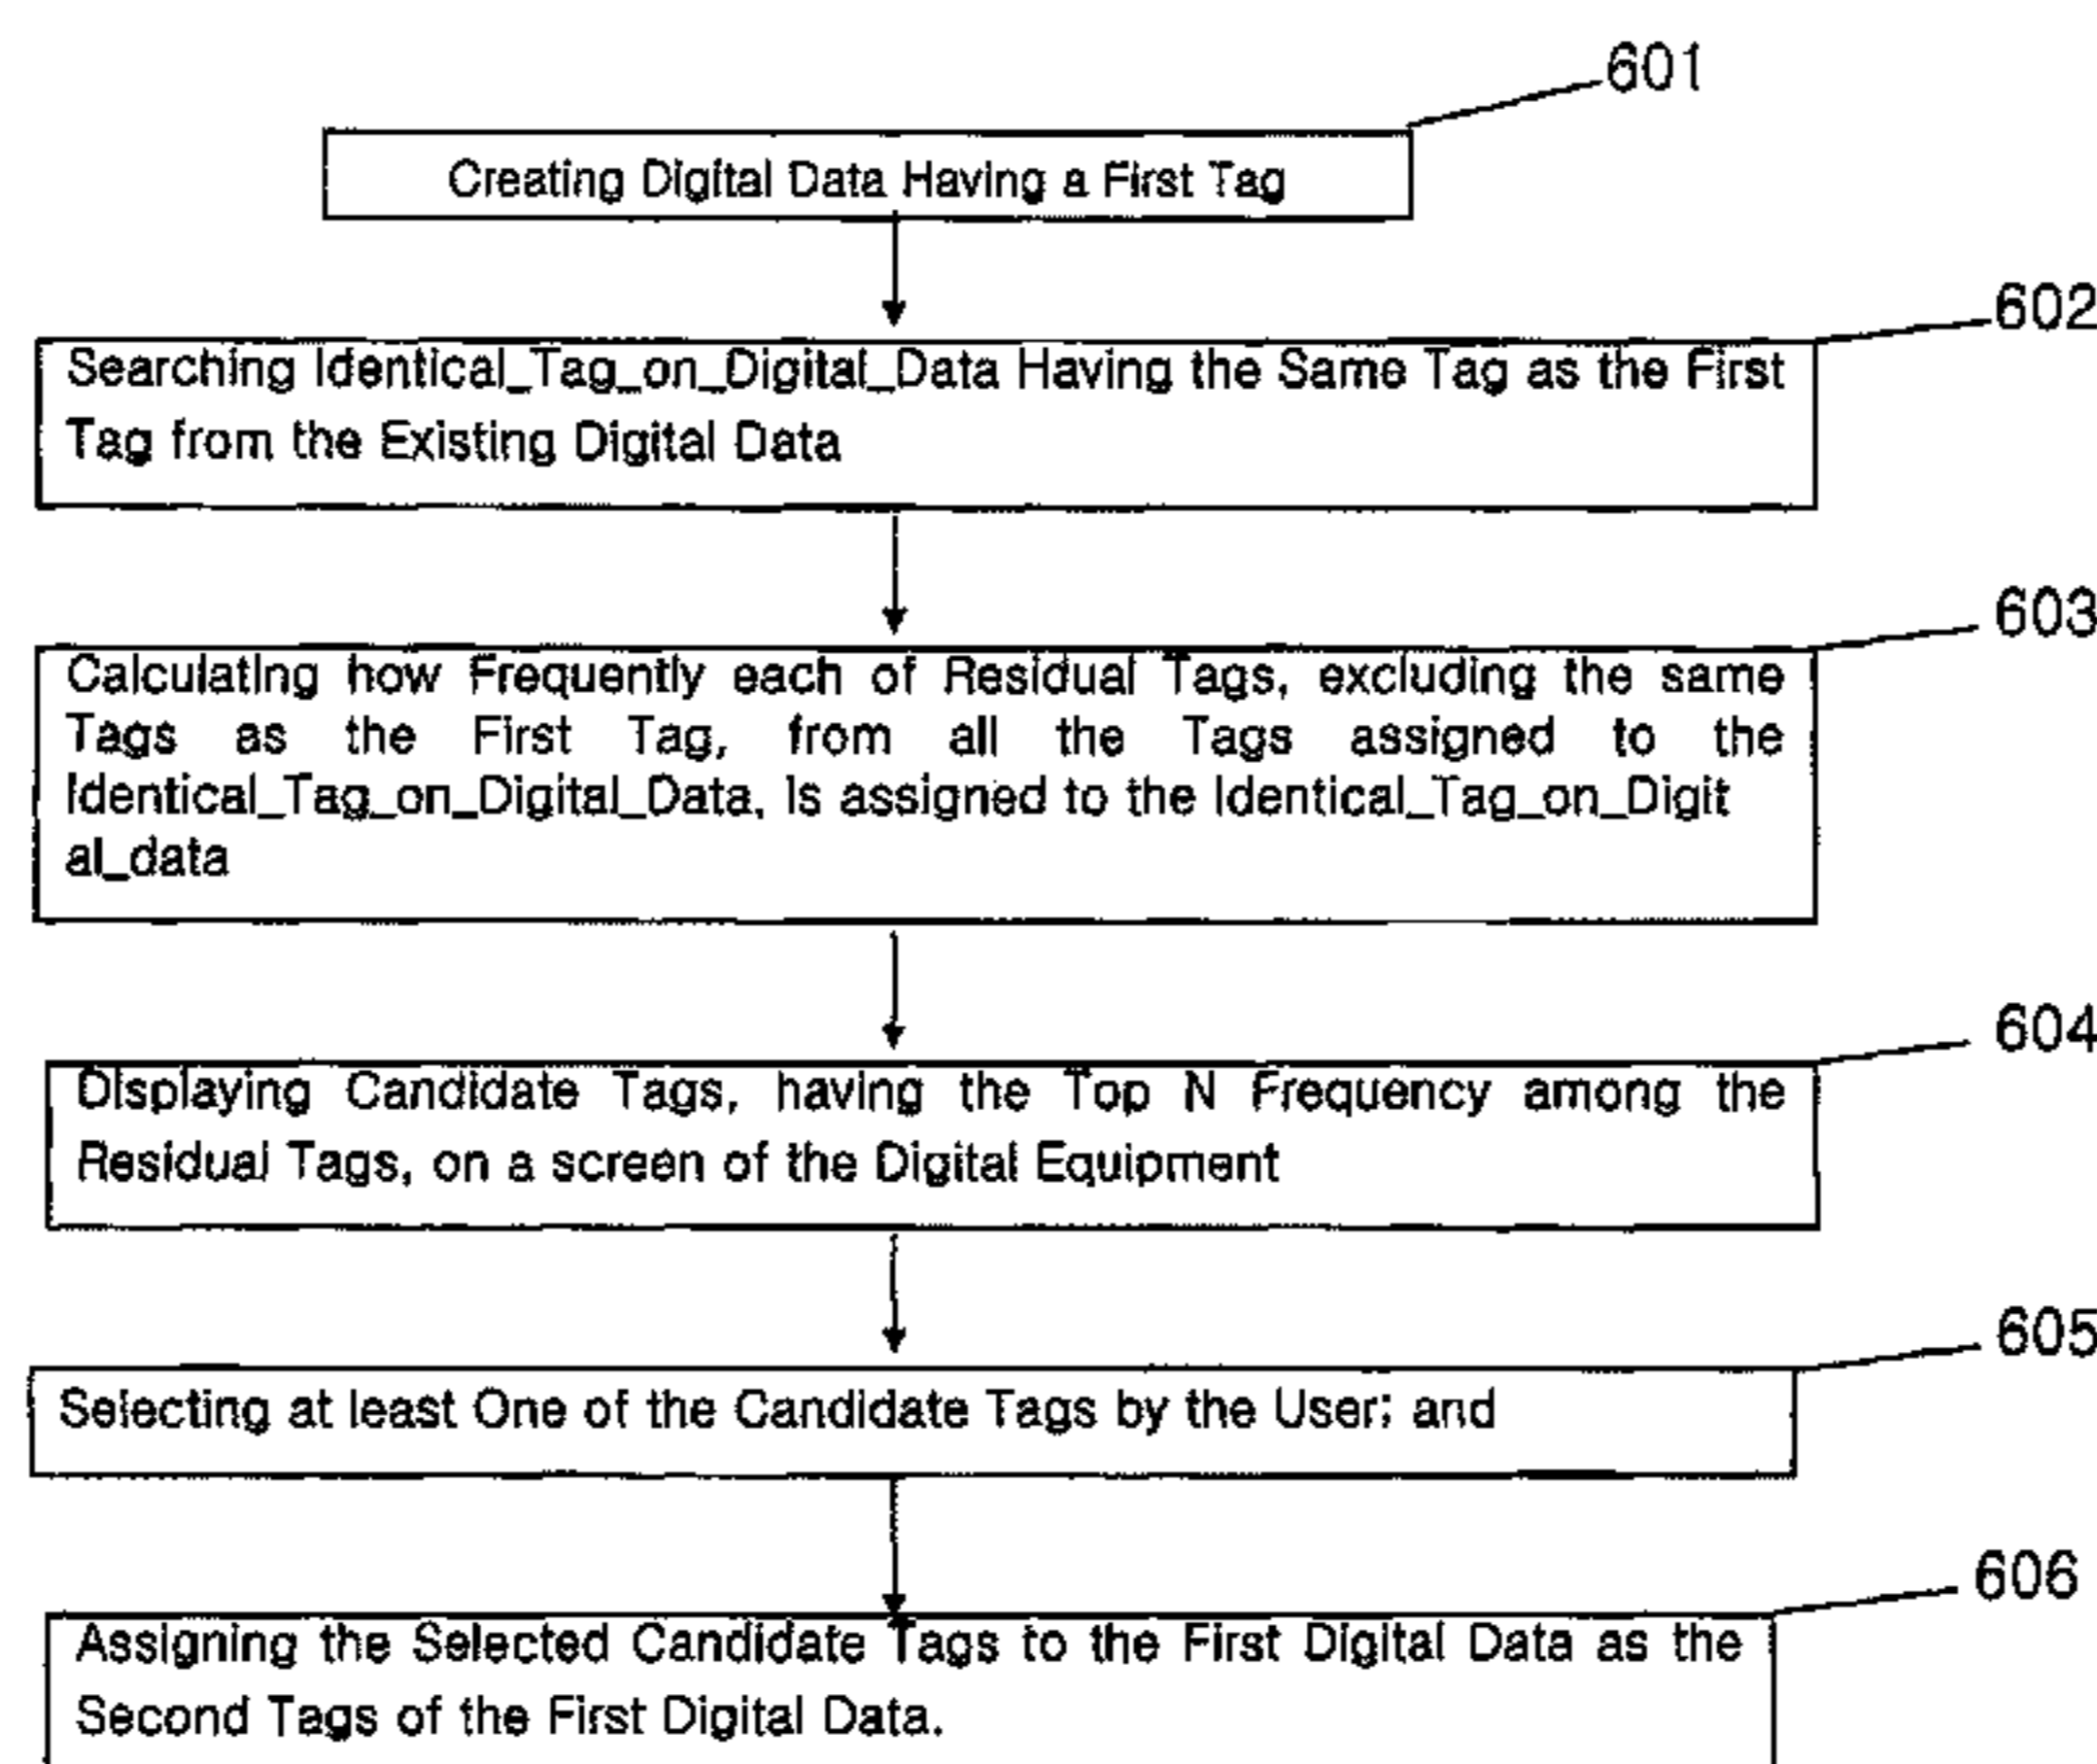 601
Creating Digital Data Having a First Tag
602
Searching Identical_Tag_on_Digital_Data Having the Same Tag as the First
Tag from the Existing Digital Data
603
Calculating how Frequently each of Residual Tags, excluding the same
Tags as the First Tag, from all the Tags assigned to the
Identical_Tag_on_Digital_Data, is assigned to the Identical_Tag_on_Digit
al_data
604
Displaying Candidate Tags, having the Top N Frequency among the
Residual Tags, on a screen of the Digital Equipment
605
Selecting at least One of the Candidate Tags by the User; and
606
Assigning the Selected Candidate Tags to the First Digital Data as the
Second Tags of the First Digital Data.